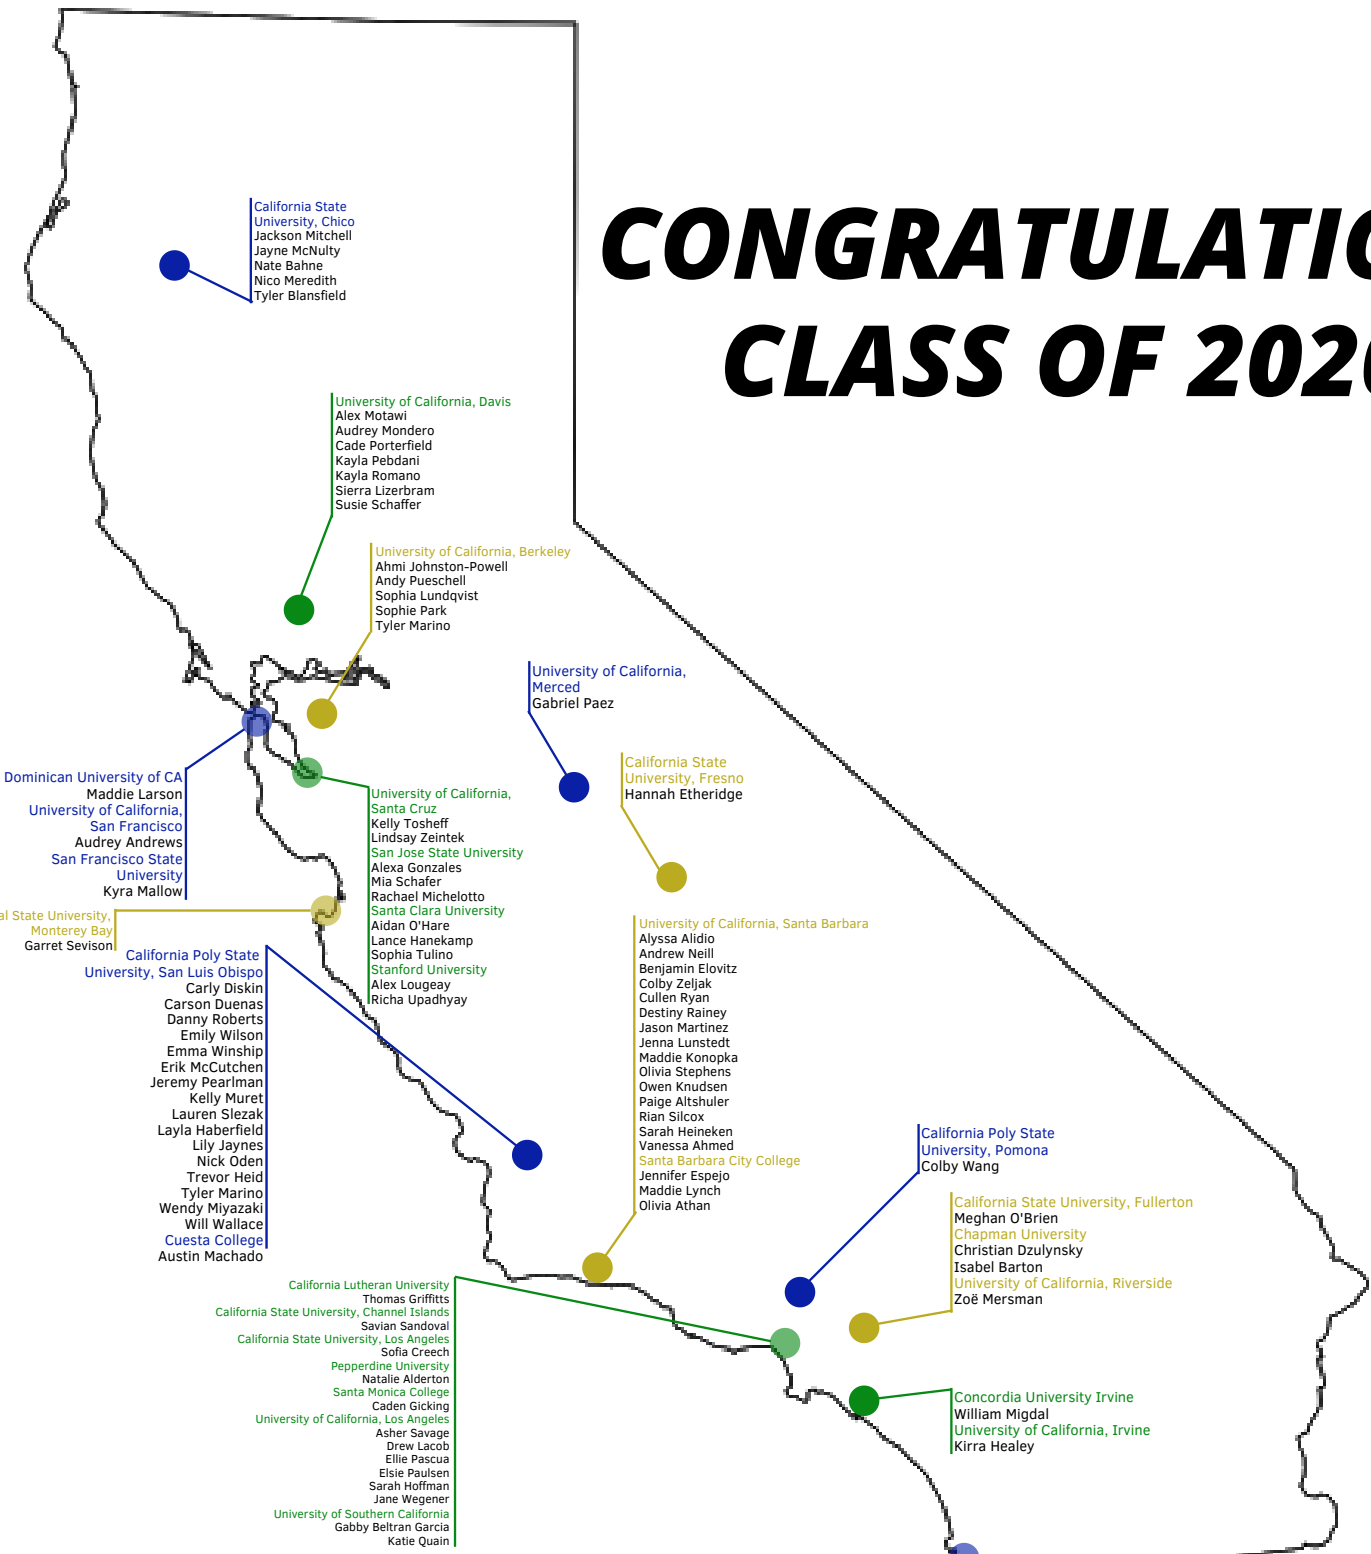 CONGRATULATIO
CLASS OF 2020
California State
University, Chico
Jackson Mitchell
Jayne McNulty
Nate Bahne
Nico Meredith
Tyler Blansfield
University of California, Davis
Alex Motawi
Audrey Mondero
Cade Porterfield
Kayla Pebdani
Kayla Romano
Sierra Lizerbram
Susie Schaffer
University of California, Berkeley
Ahmi Johnston-Powell
Andy Pueschell
Sophia Lundqvist
Sophie Park
Tyler Marino
University of California,
Merced
Gabriel Paez
California State
University, Fresno
Hannah Etheridge
Dominican University of CA
Maddie Larson
University of California,
San Francisco
Audrey Andrews
San Francisco State
University
Kyra Mallow
University of California,
Santa Cruz
Kelly Tosheff
Lindsay Zeintek
San Jose State University
Alexa Gonzales
Mia Schafer
Rachael Michelotto
Santa Clara University
Aidan O'Hare
Lance Hanekamp
Sophia Tulino
Stanford University
Alex Lougeay
Richa Upadhyay
al State University,
Monterey Bay
Garret Sevison
California Poly State
University, San Luis Obispo
Carly Diskin
Carson Duenas
Danny Roberts
Emily Wilson
Emma Winship
Erik McCutchen
Jeremy Pearlman
Kelly Muret
Lauren Slezak
Layla Haberfield
Lily Jaynes
Nick Oden
Trevor Heid
Tyler Marino
Wendy Miyazaki
Will Wallace
Cuesta College
Austin Machado
University of California, Santa Barbara
Alyssa Alidio
Andrew Neill
Benjamin Elovitz
Colby Zeljak
Cullen Ryan
Destiny Rainey
Jason Martinez
Jenna Lunstedt
Maddie Konopka
Olivia Stephens
Owen Knudsen
Paige Altshuler
Rian Silcox
Sarah Heineken
Vanessa Ahmed
Santa Barbara City College
Jennifer Espejo
Maddie Lynch
Olivia Athan
California Poly State
University, Pomona
Colby Wang
California State University, Fullerton
Meghan O'Brien
Chapman University
Christian Dzulynsky
Isabel Barton
University of California, Riverside
Zoë Mersman
California Lutheran University
Thomas Griffitts
California State University, Channel Islands
Savian Sandoval
California State University, Los Angeles
Sofia Creech
Pepperdine University
Natalie Alderton
Santa Monica College
Caden Gicking
University of California, Los Angeles
Asher Savage
Drew Lacob
Ellie Pascua
Elsie Paulsen
Sarah Hoffman
Jane Wegener
University of Southern California
Gabby Beltran Garcia
Katie Quain
Concordia University Irvine
William Migdal
University of California, Irvine
Kirra Healey